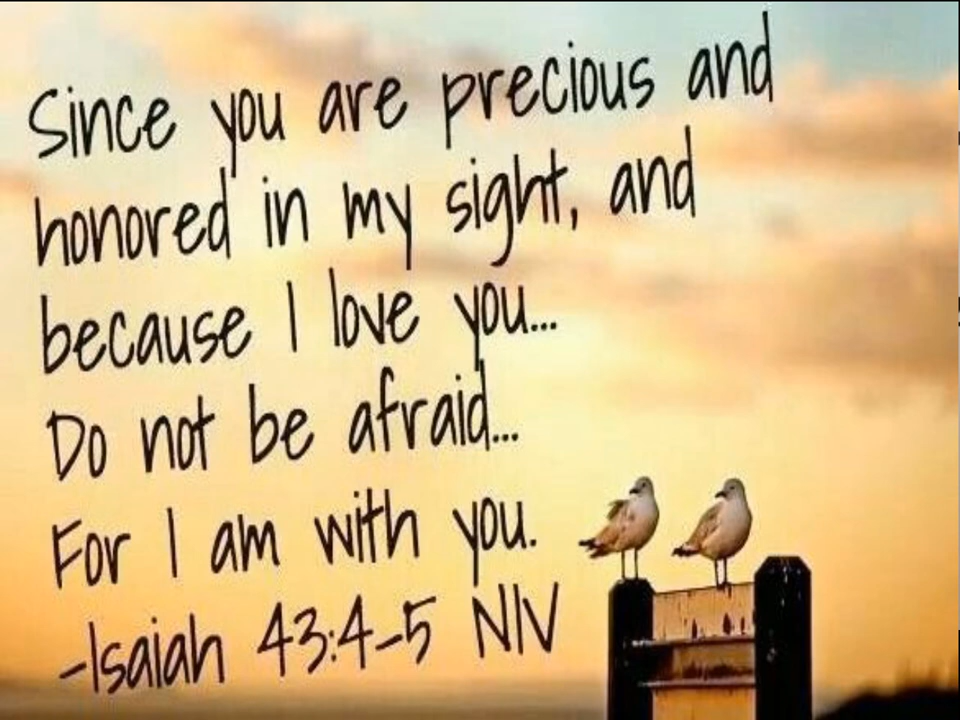 Since you are precious and
honored in my sight, and
because I love you...
Do not be afraid...
For I am with you.
-Isaiah 43:4-5 NIV